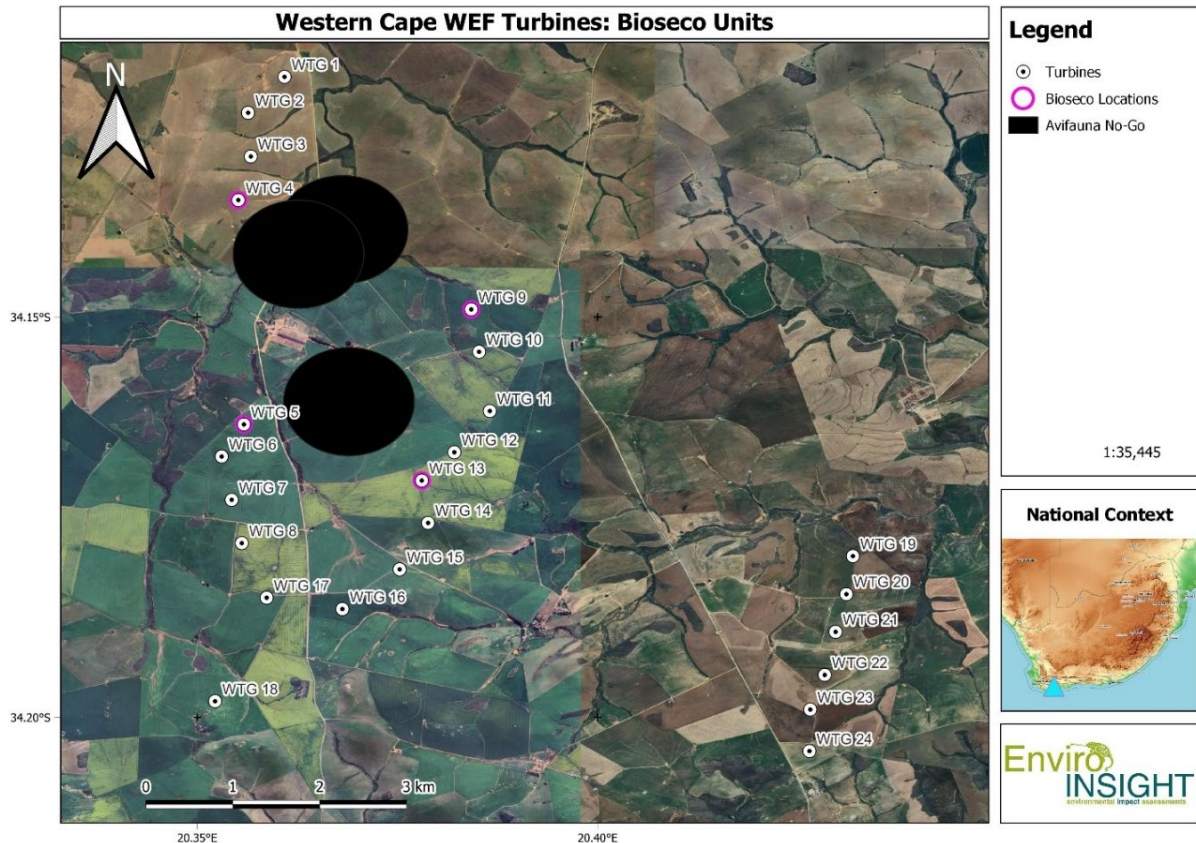 Western Cape WEF Turbines: Bioseco Units
N
WTG 1
WTG 2
WTG 3
WTG 4
WTG 9
WTG 10
WTG 11
WTG 5
WTG 12
WTG 6
WTG 13
WTG 7
WTG 14
WTG 8
WTG 15
WTG 19
WTG 17
WTG 16
WTG 20
WTG 21
WTG 22
WTG 18
WTG 23
WTG 24
34.15°S
34.20°S
0 1 2 3 km
20.35°E 20.40°E
Legend
Turbines
Bioseco Locations
Avifauna No-Go
1:35,445
National Context
Enviro
INSIGHT
environmental impact assessments